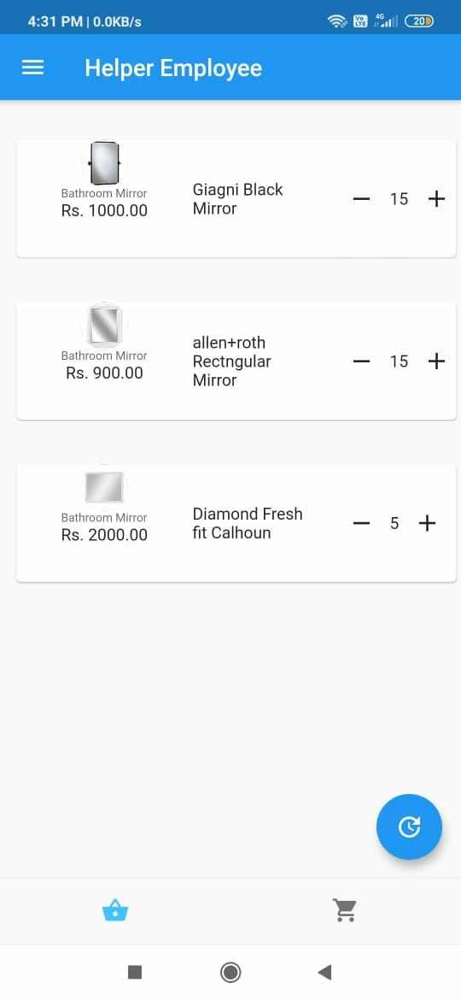 4:31 PM | 0.0KB/s
Vo
LTE
4G
20
Helper Employee
Bathroom Mirror
Rs. 1000.00
Giagni Black
Mirror
15
Bathroom Mirror
Rs. 900.00
allen+roth
Rectngular
Mirror
15
Bathroom Mirror
Rs. 2000.00
Diamond Fresh
fit Calhoun
5